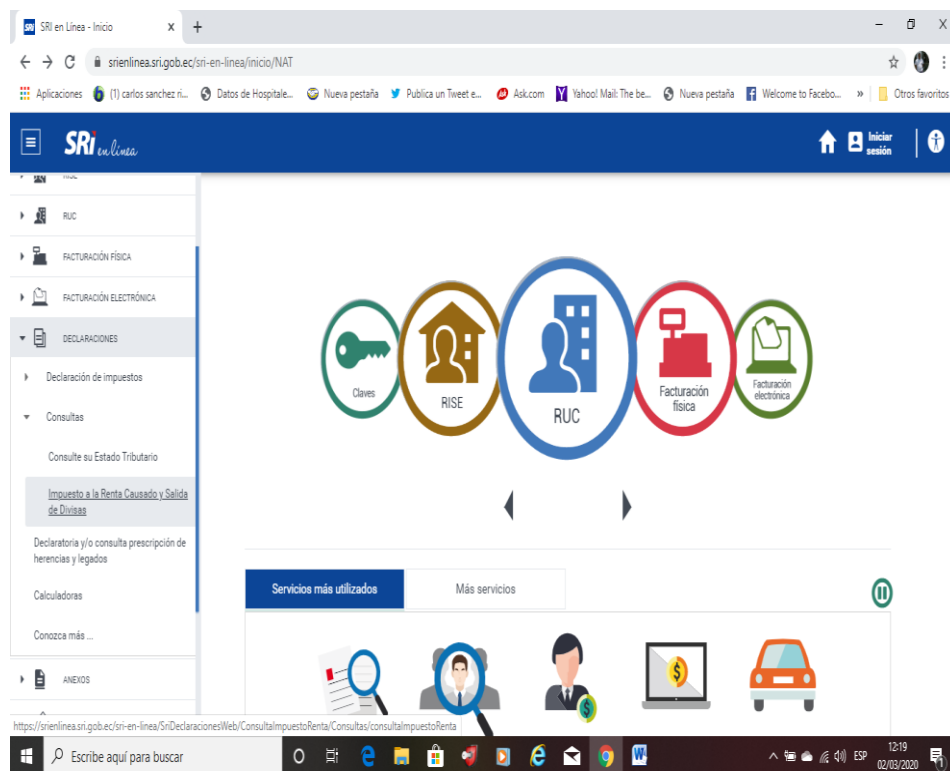 SRi SRI en Línea - Inicio x +
srienlinea.sri.gob.ec/sri-en-linea/inicio/NAT
Aplicaciones (1) carlos sanchez ri... Datos de Hospitale... Nueva pestaña Publica un Tweet e... Ask.com Yahoo! Mail: The be... Nueva pestaña Welcome to Facebo... » Otros favoritos
SRi en línea
Iniciar sesión
RUC
FACTURACIÓN FÍSICA
FACTURACIÓN ELECTRÓNICA
DECLARACIONES
Declaración de impuestos
Consultas
Consulte su Estado Tributario
Impuesto a la Renta Causado y Salida
de Divisas
Declaratoria y/o consulta prescripción de
herencias y legados
Calculadoras
Conozca más ...
ANEXOS
Claves
RISE
RUC
Facturación
física
Facturación
electrónica
Servicios más utilizados
Más servicios
https://srienlinea.sri.gob.ec/sri-en-linea/SriDeclaracionesWeb/ConsultaImpuestoRenta/Consultas/consultaImpuestoRenta
Escribe aquí para buscar
ESP
12:19
02/03/2020